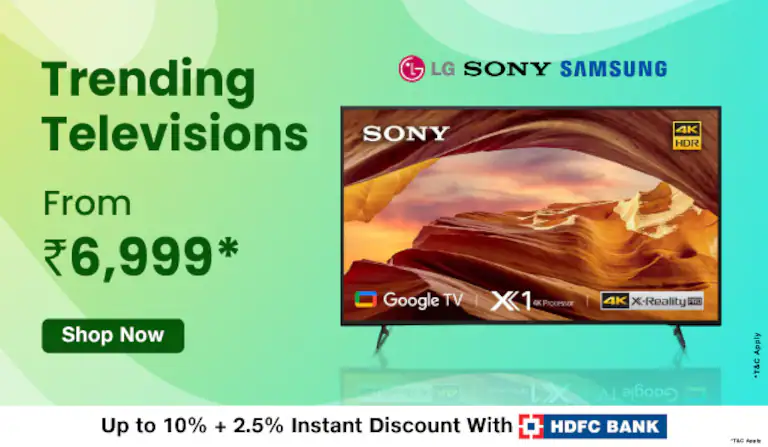 Trending
Televisions
From
₹6,999*
Shop Now
LG SONY SAMSUNG
SONY
4K
HDR
Google TV
X1 4K Processor
4K X-Reality PRO
*T&C Apply
Up to 10% + 2.5% Instant Discount With HDFC BANK
*T&C Apply